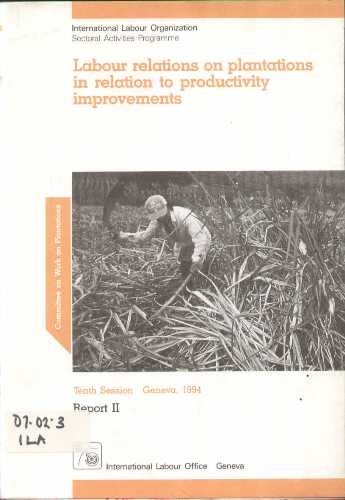 International Labour Organization
Sectoral Activities Programme
Labour relations on plantations
in relation to productivity
improvements
Committee on Work on Plantations
Tenth Session Geneva, 1994
Report II
07·02·3
ILA
International Labour Office Geneva